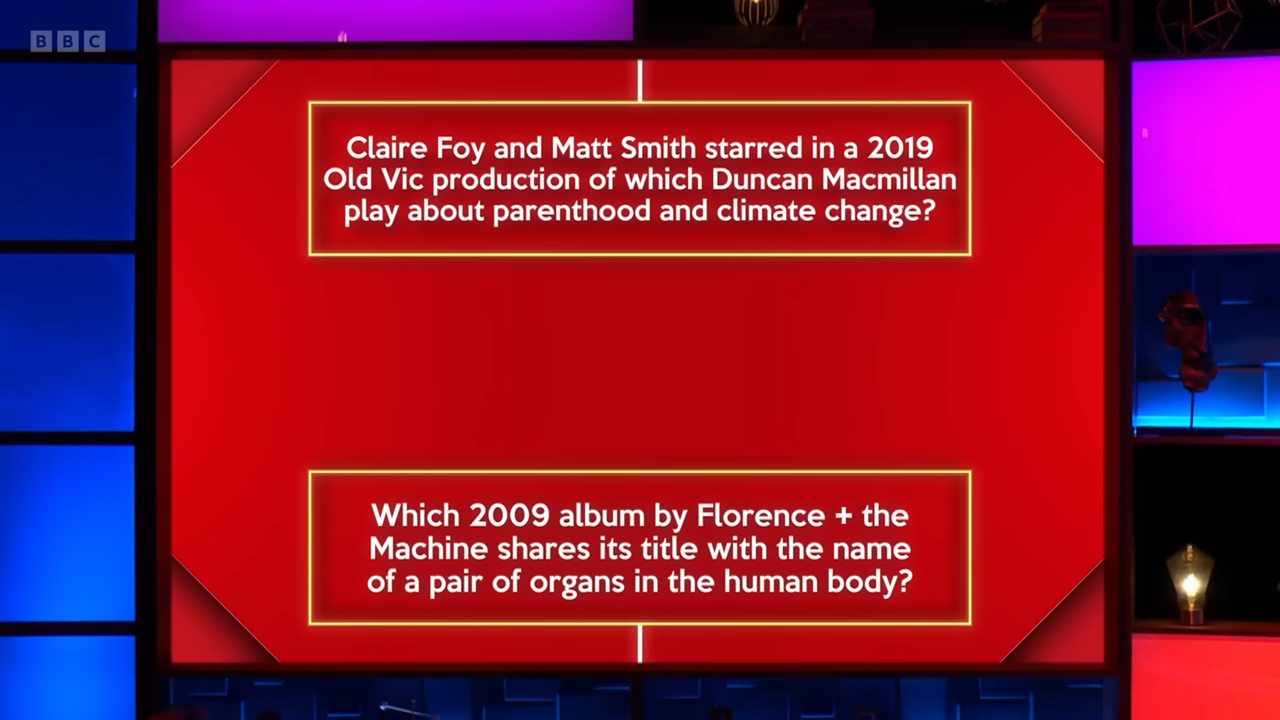 BBC
Claire Foy and Matt Smith starred in a 2019
Old Vic production of which Duncan Macmillan
play about parenthood and climate change?
Which 2009 album by Florence + the
Machine shares its title with the name
of a pair of organs in the human body?